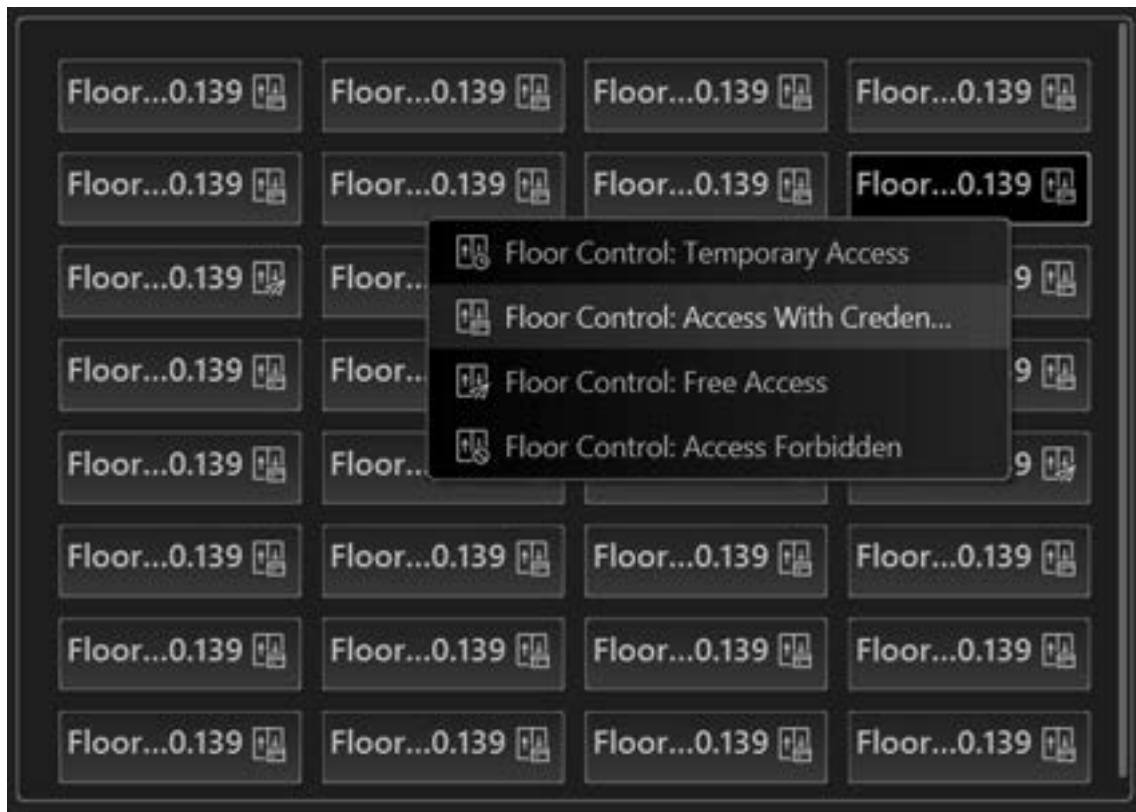 Floor...0.139 Floor...0.139 Floor...0.139 Floor...0.139
Floor...0.139 Floor...0.139 Floor...0.139 Floor...0.139
Floor...0.139 Floor.. 9
Floor Control: Temporary Access
Floor Control: Access With Creden...
Floor...0.139 Floor.. 9
Floor Control: Free Access
Floor Control: Access Forbidden
Floor...0.139 Floor... 9
Floor...0.139 Floor...0.139 Floor...0.139 Floor...0.139
Floor...0.139 Floor...0.139 Floor...0.139 Floor...0.139
Floor...0.139 Floor...0.139 Floor...0.139 Floor...0.139